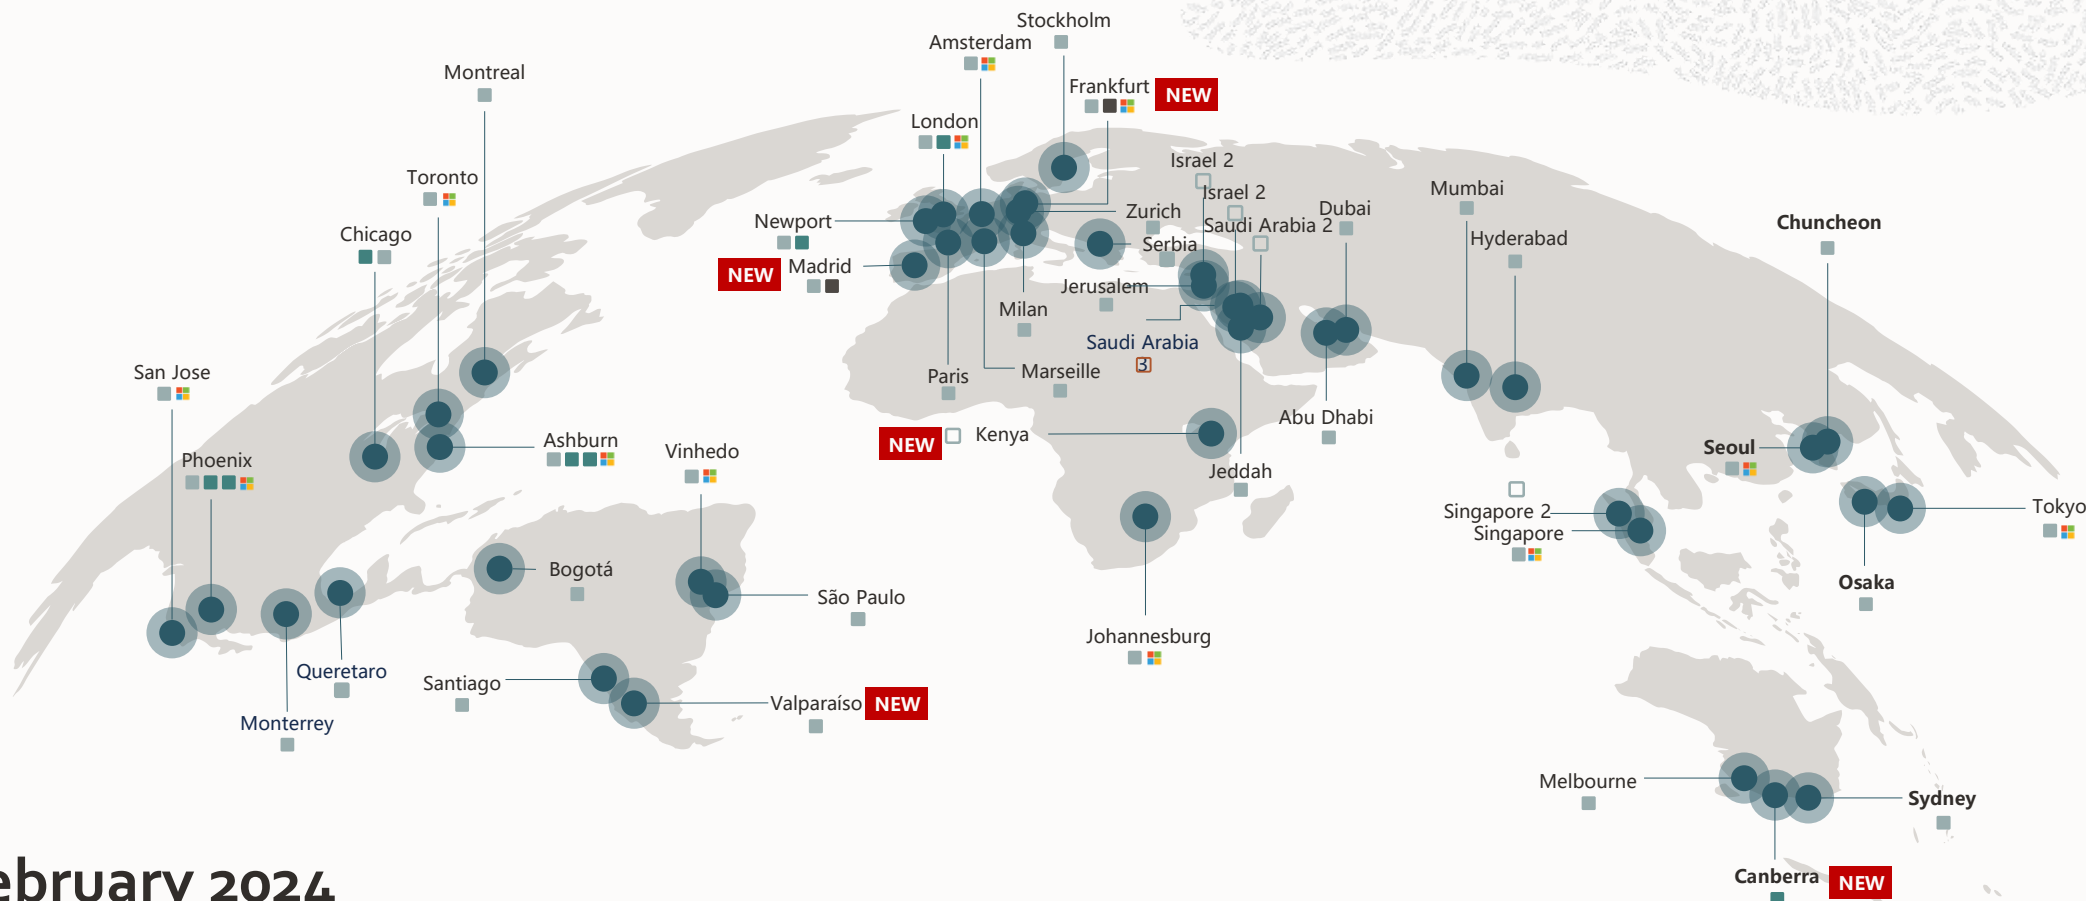 Stockholm
Amsterdam
Montreal
Frankfurt NEW
London
Israel 2
Toronto
Israel 2
Mumbai
Zurich
Saudi Arabia 2
Dubai
Newport
Chuncheon
Chicago
Hyderabad
Serbia
NEW Madrid
Jerusalem
Milan
Saudi Arabia
3
San Jose
Paris
Marseille
Abu Dhabi
NEW Kenya
Ashburn
Vinhedo
Seoul
Phoenix
Jeddah
Singapore 2
Tokyo
Singapore
Bogotá
Osaka
São Paulo
Johannesburg
Queretaro
Santiago
Valparaíso NEW
Monterrey
Melbourne
Sydney
Canberra NEW
ebruary 2024